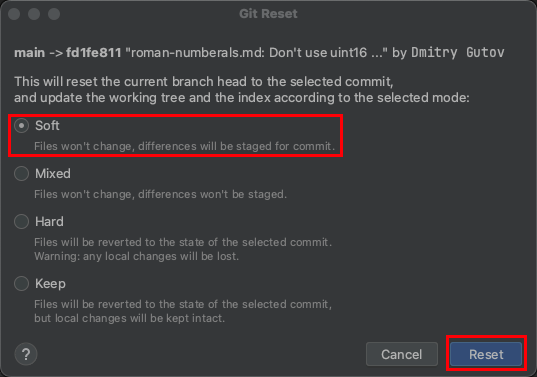 Git Reset
main -> fd1fe811 "roman-numberals.md: Don't use uint16 ..." by Dmitry Gutov
This will reset the current branch head to the selected commit,
and update the working tree and the index according to the selected mode:
Soft
Files won't change, differences will be staged for commit.
Mixed
Files won't change, differences won't be staged.
Hard
Files will be reverted to the state of the selected commit.
Warning: any local changes will be lost.
Keep
Files will be reverted to the state of the selected commit,
but local changes will be kept intact.
? Cancel Reset